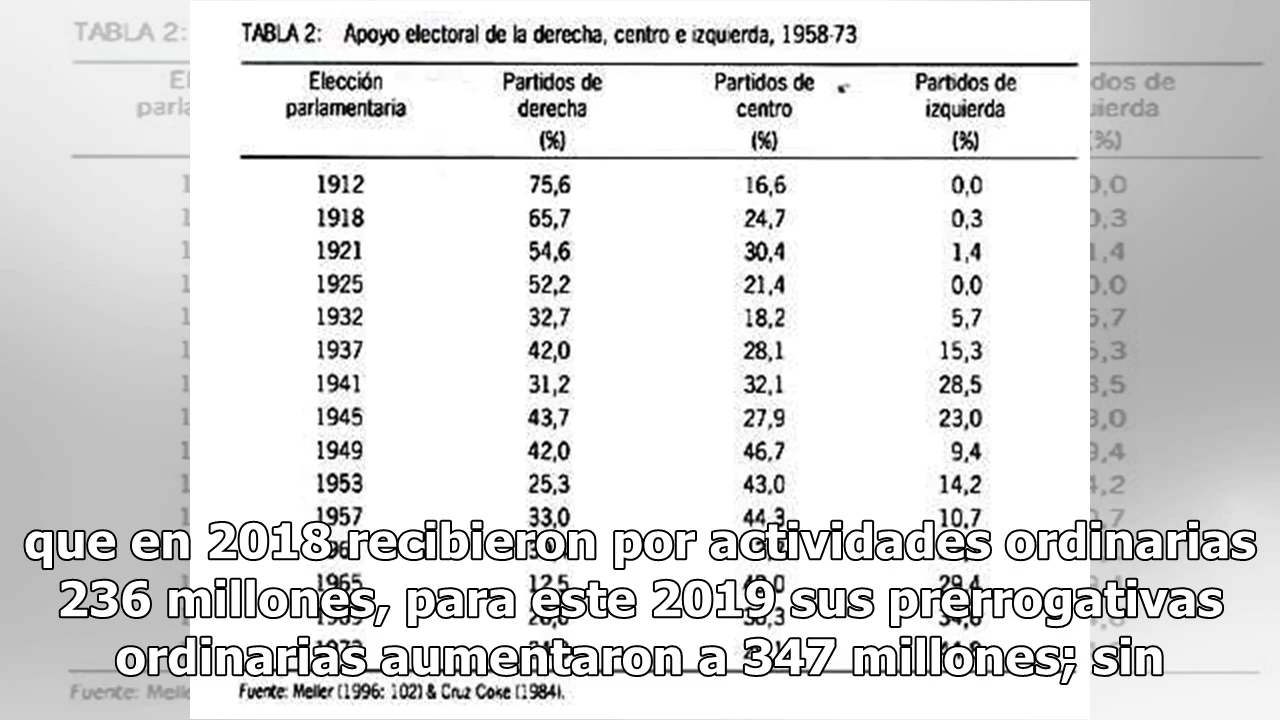 TABLA 2: Apoyo electoral de la derecha, centro e izquierda, 1958-73
Elección parlamentaria Partidos de derecha (%) Partidos de centro (%) Partidos de izquierda (%)
1912 75,6 16,6 0,0
1918 65,7 24,7 0,3
1921 54,6 30,4 1,4
1925 52,2 21,4 0,0
1932 32,7 18,2 5,7
1937 42,0 28,1 15,3
1941 31,2 32,1 28,5
1945 43,7 27,9 23,0
1949 42,0 46,7 9,4
1953 25,3 43,0 14,2
1957 33,0 44,3 10,7
1965 12,5 29,4
que en 2018 recibieron por actividades ordinarias
236 millones, para este 2019 sus prerrogativas
ordinarias aumentaron a 347 millones; sin
Fuente: Meller (1996: 102) & Cruz Coke (1984).